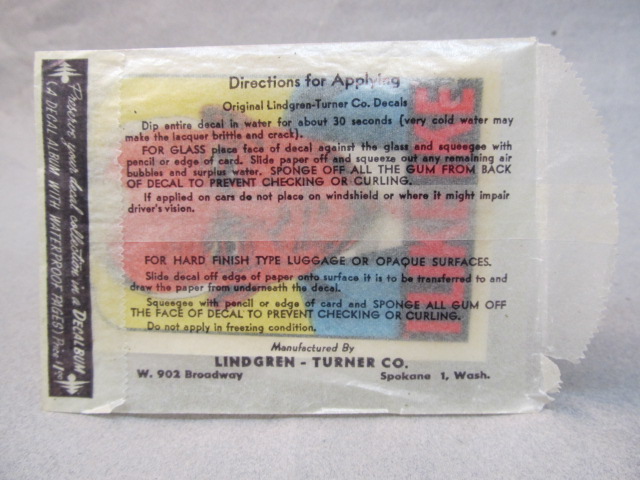 Directions for Applying
Original Lindgren-Turner Co. Decals
Dip entire decal in water for about 30 seconds (very cold water may
make the lacquer brittle and crack).
FOR GLASS place face of decal against the glass and squeegee with
pencil or edge of card. Slide paper off and squeeze out any remaining air
bubbles and surplus water. SPONGE OFF ALL THE GUM FROM BACK
OF DECAL TO PREVENT CHECKING OR CURLING.
If applied on cars do not place on windshield or where it might impair
driver's vision.
FOR HARD FINISH TYPE LUGGAGE OR OPAQUE SURFACES.
Slide decal off edge of paper onto surface it is to be transferred to and
draw the paper from underneath the decal.
Squeegee with pencil or edge of card and SPONGE ALL GUM OFF
THE FACE OF DECAL TO PREVENT CHECKING OR CURLING.
Do not apply in freezing condition.
Manufactured By
LINDGREN - TURNER CO.
W. 902 Broadway Spokane 1, Wash.
Preserve your decal collection in a DECALBUM
(A DECAL ALBUM WITH WATERPROOF PAGES) Price